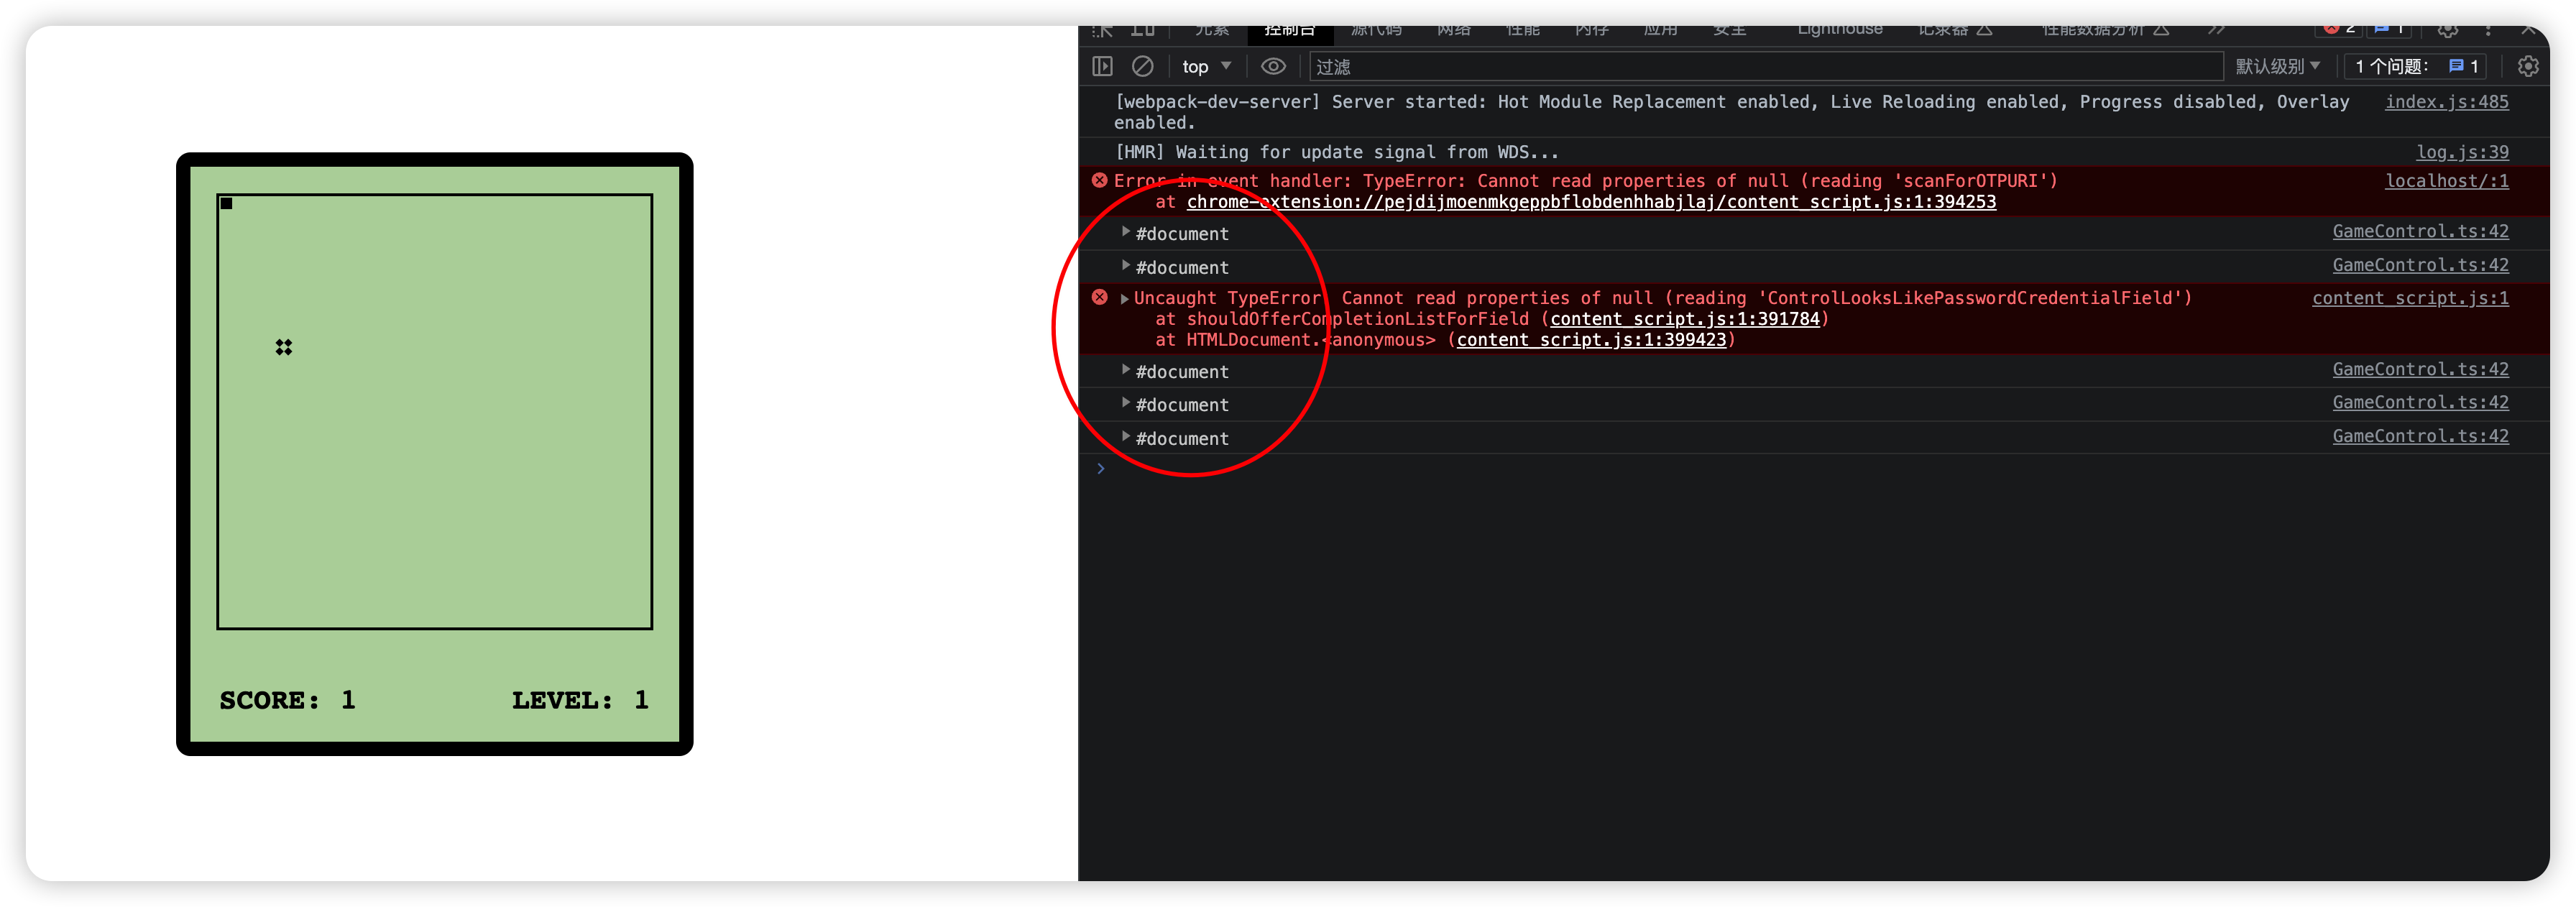 元素 控制台 源代码 网络 性能 内存 应用 安全 Lighthouse 记录器 性能数据分析 2 1
top 过滤 默认级别 1 个问题: 1
[webpack-dev-server] Server started: Hot Module Replacement enabled, Live Reloading enabled, Progress disabled, Overlay index.js:485
enabled.
[HMR] Waiting for update signal from WDS... log.js:39
Error in event handler: TypeError: Cannot read properties of null (reading 'scanForOTPURI') localhost/:1
at chrome-extension://pejdijmoenmkgeppbflobdenhhabjlaj/content_script.js:1:394253
#document GameControl.ts:42
#document GameControl.ts:42
Uncaught TypeError: Cannot read properties of null (reading 'ControlLooksLikePasswordCredentialField') content_script.js:1
at shouldOfferCompletionListForField (content_script.js:1:391784)
at HTMLDocument.<anonymous> (content_script.js:1:399423)
#document GameControl.ts:42
#document GameControl.ts:42
#document GameControl.ts:42
SCORE: 1 LEVEL: 1